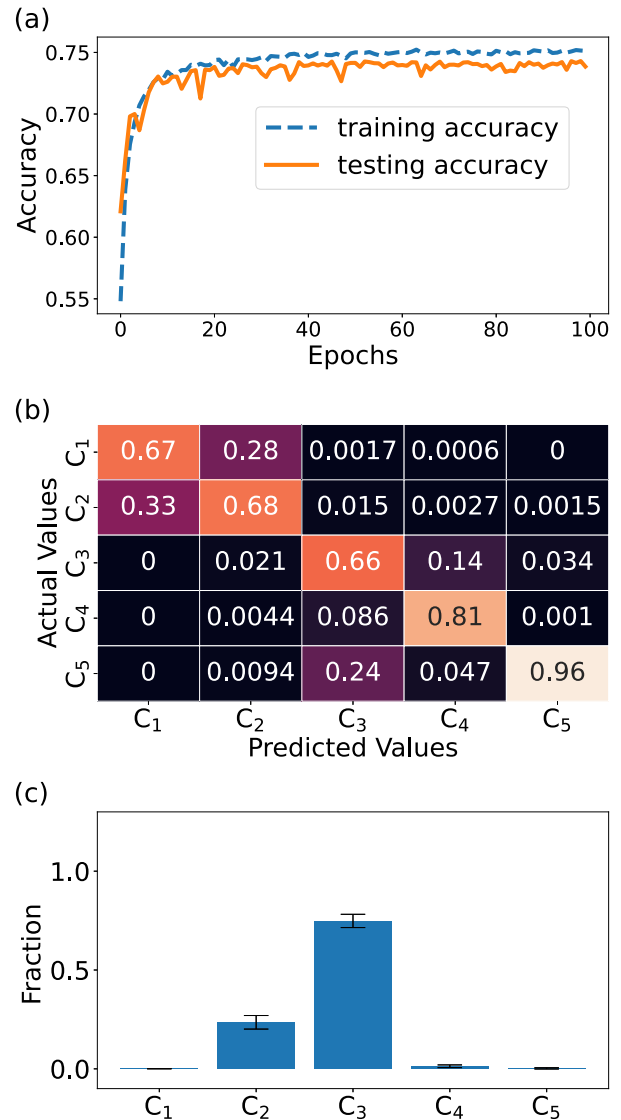 (a)
0.75
0.70
0.65
0.60
0.55
Accuracy
training accuracy
testing accuracy
0 20 40 60 80 100
Epochs
(b)
Actual Values
C₁ 0.67 0.28 0.0017 0.0006 0
C₂ 0.33 0.68 0.015 0.0027 0.0015
C₃ 0 0.021 0.66 0.14 0.034
C₄ 0 0.0044 0.086 0.81 0.001
C₅ 0 0.0094 0.24 0.047 0.96
C₁ C₂ C₃ C₄ C₅
Predicted Values
(c)
1.0
0.5
0.0
Fraction
C₁ C₂ C₃ C₄ C₅